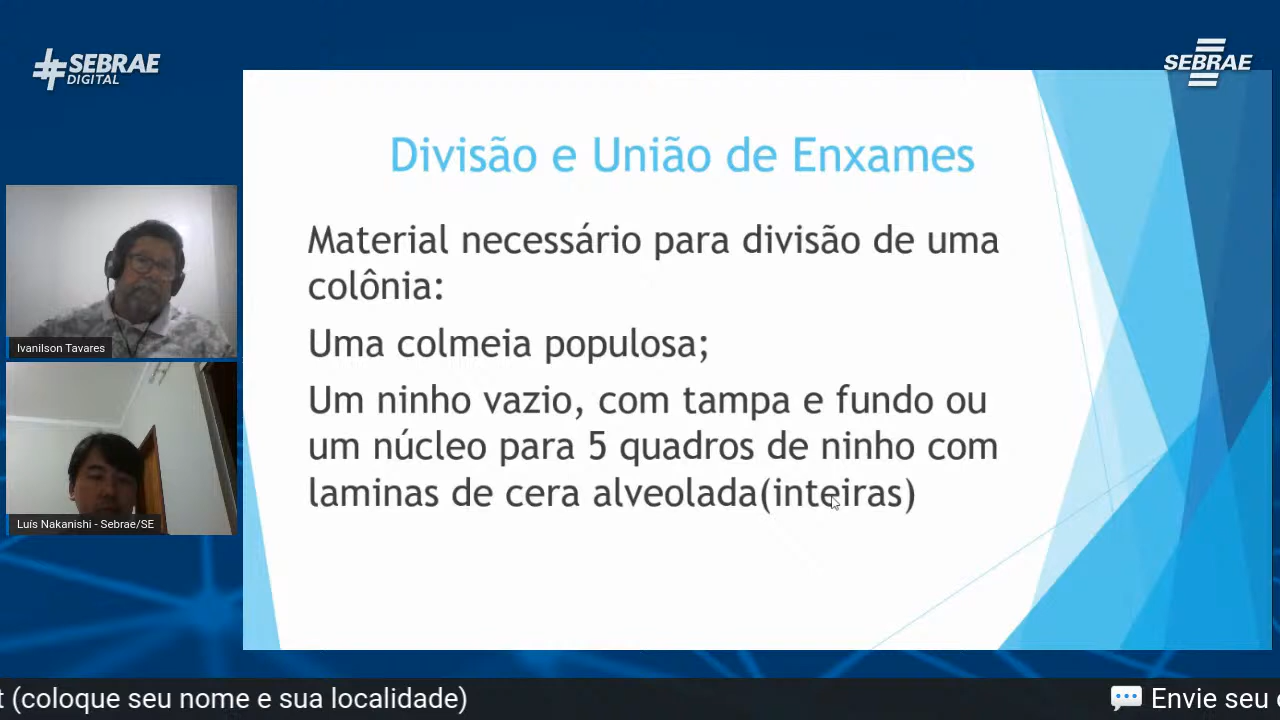 #SEBRAE
DIGITAL
SEBRAE
Divisão e União de Enxames
Material necessário para divisão de uma
colônia:
Uma colmeia populosa;
Um ninho vazio, com tampa e fundo ou
um núcleo para 5 quadros de ninho com
laminas de cera alveolada(inteiras)
Ivanilson Tavares
Luís Nakanishi - Sebrae/SE
t (coloque seu nome e sua localidade)
Envie seu